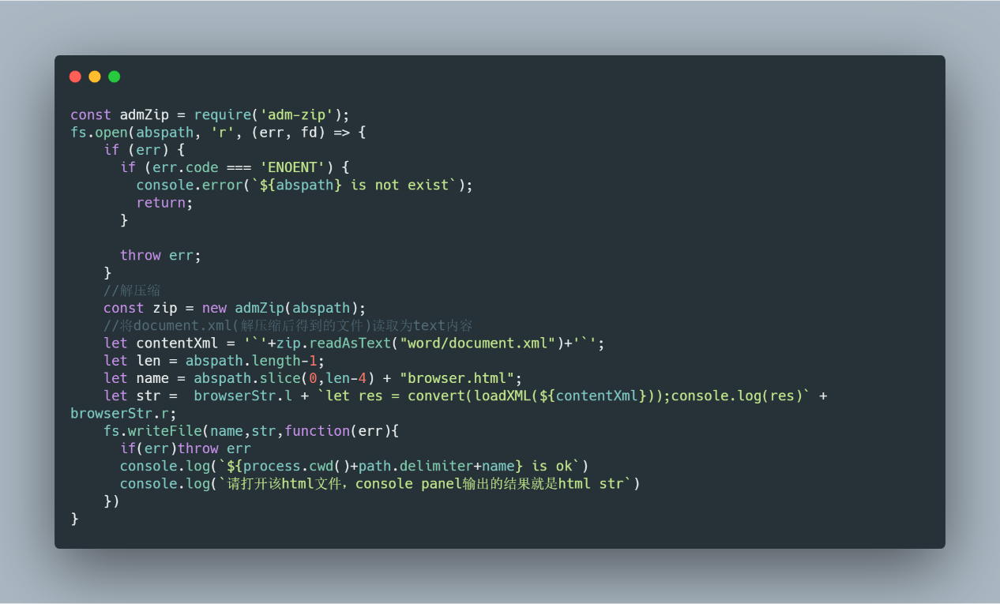 const admZip = require('adm-zip');
fs.open(abspath, 'r', (err, fd) => {
    if (err) {
      if (err.code === 'ENOENT') {
        console.error(`${abspath} is not exist`);
        return;
      }

      throw err;
    }
    //解压缩
    const zip = new admZip(abspath);
    //将document.xml(解压缩后得到的文件)读取为text内容
    let contentXml = '`'+zip.readAsText("word/document.xml")+'`';
    let len = abspath.length-1;
    let name = abspath.slice(0,len-4) + "browser.html";
    let str =  browserStr.l + `let res = convert(loadXML(${contentXml}));console.log(res)` +
browserStr.r;
    fs.writeFile(name,str,function(err){
      if(err)throw err
      console.log(`${process.cwd()+path.delimiter+name} is ok`)
      console.log(`请打开该html文件，console panel输出的结果就是html str`)
    })
}